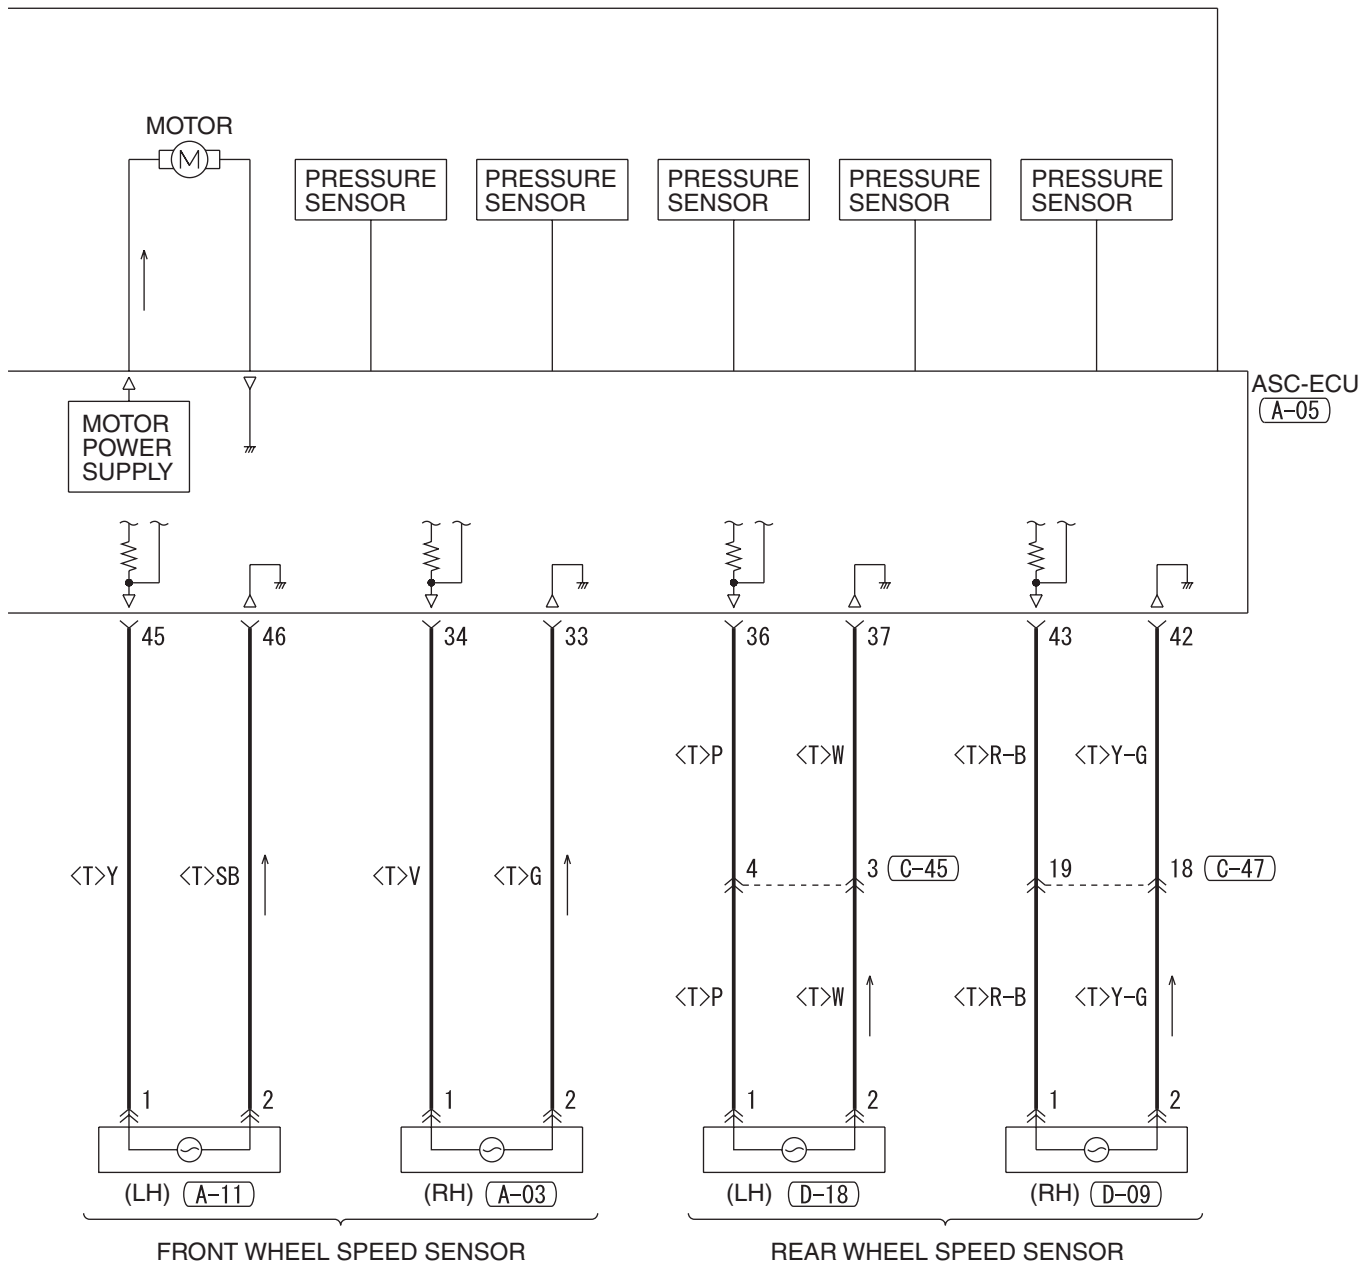 MOTOR
M
PRESSURE
SENSOR
PRESSURE
SENSOR
PRESSURE
SENSOR
PRESSURE
SENSOR
PRESSURE
SENSOR
ASC-ECU
A-05
MOTOR
POWER
SUPPLY
45 46 34 33 36 37 43 42
<T>P <T>W <T>R-B <T>Y-G
4 3 C-45 19 18 C-47
<T>Y <T>SB <T>V <T>G
<T>P <T>W <T>R-B <T>Y-G
1 2 1 2 1 2 1 2
(LH) A-11 (RH) A-03 (LH) D-18 (RH) D-09
FRONT WHEEL SPEED SENSOR REAR WHEEL SPEED SENSOR